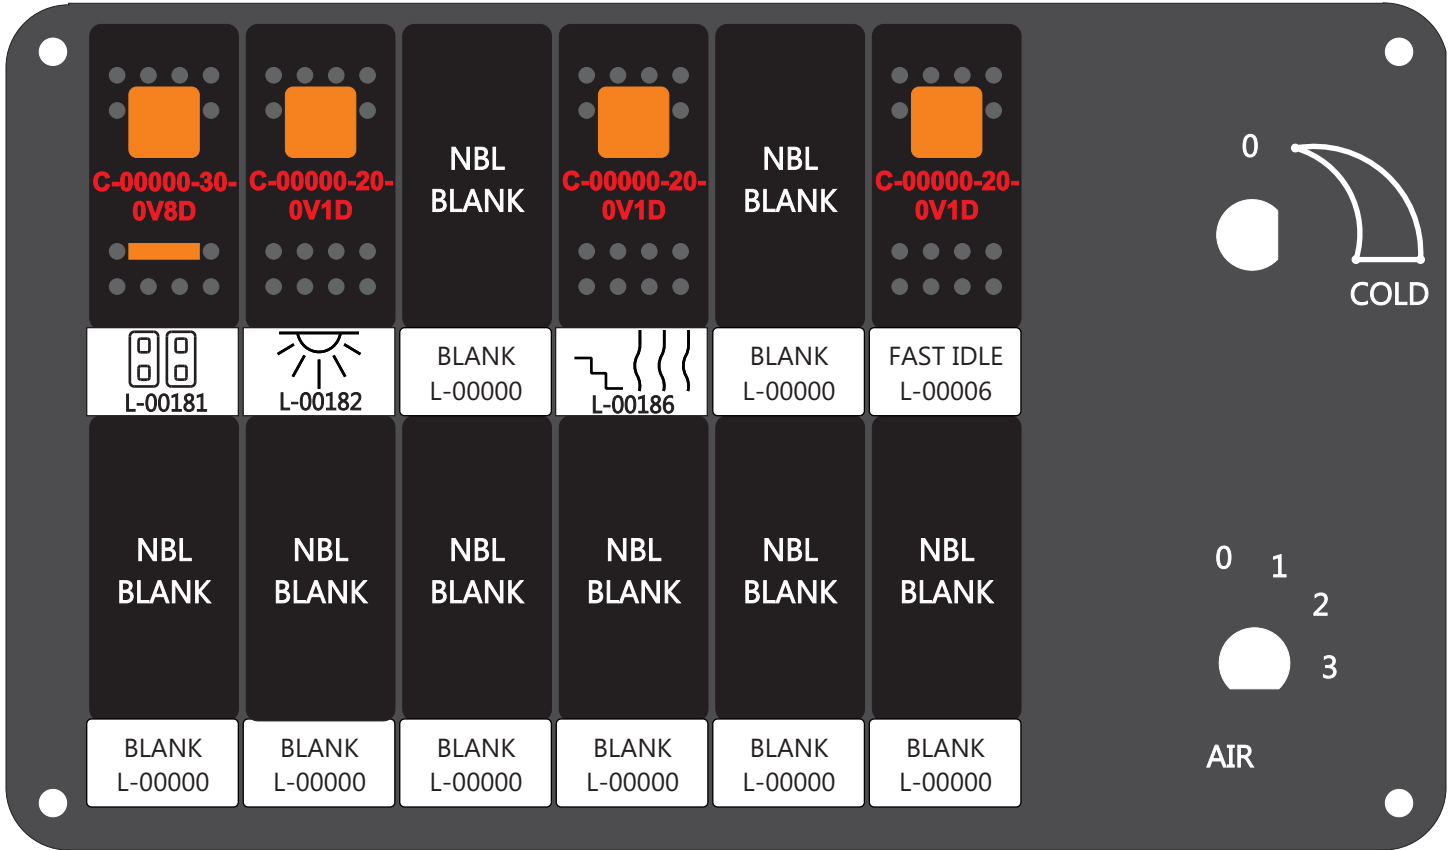 C-00000-30-
0V8D
C-00000-20-
0V1D
NBL
BLANK
C-00000-20-
0V1D
NBL
BLANK
C-00000-20-
0V1D
0
COLD
L-00181
L-00182
BLANK
L-00000
L-00186
BLANK
L-00000
FAST IDLE
L-00006
NBL
BLANK
NBL
BLANK
NBL
BLANK
NBL
BLANK
NBL
BLANK
NBL
BLANK
0
1
2
3
AIR
BLANK
L-00000
BLANK
L-00000
BLANK
L-00000
BLANK
L-00000
BLANK
L-00000
BLANK
L-00000